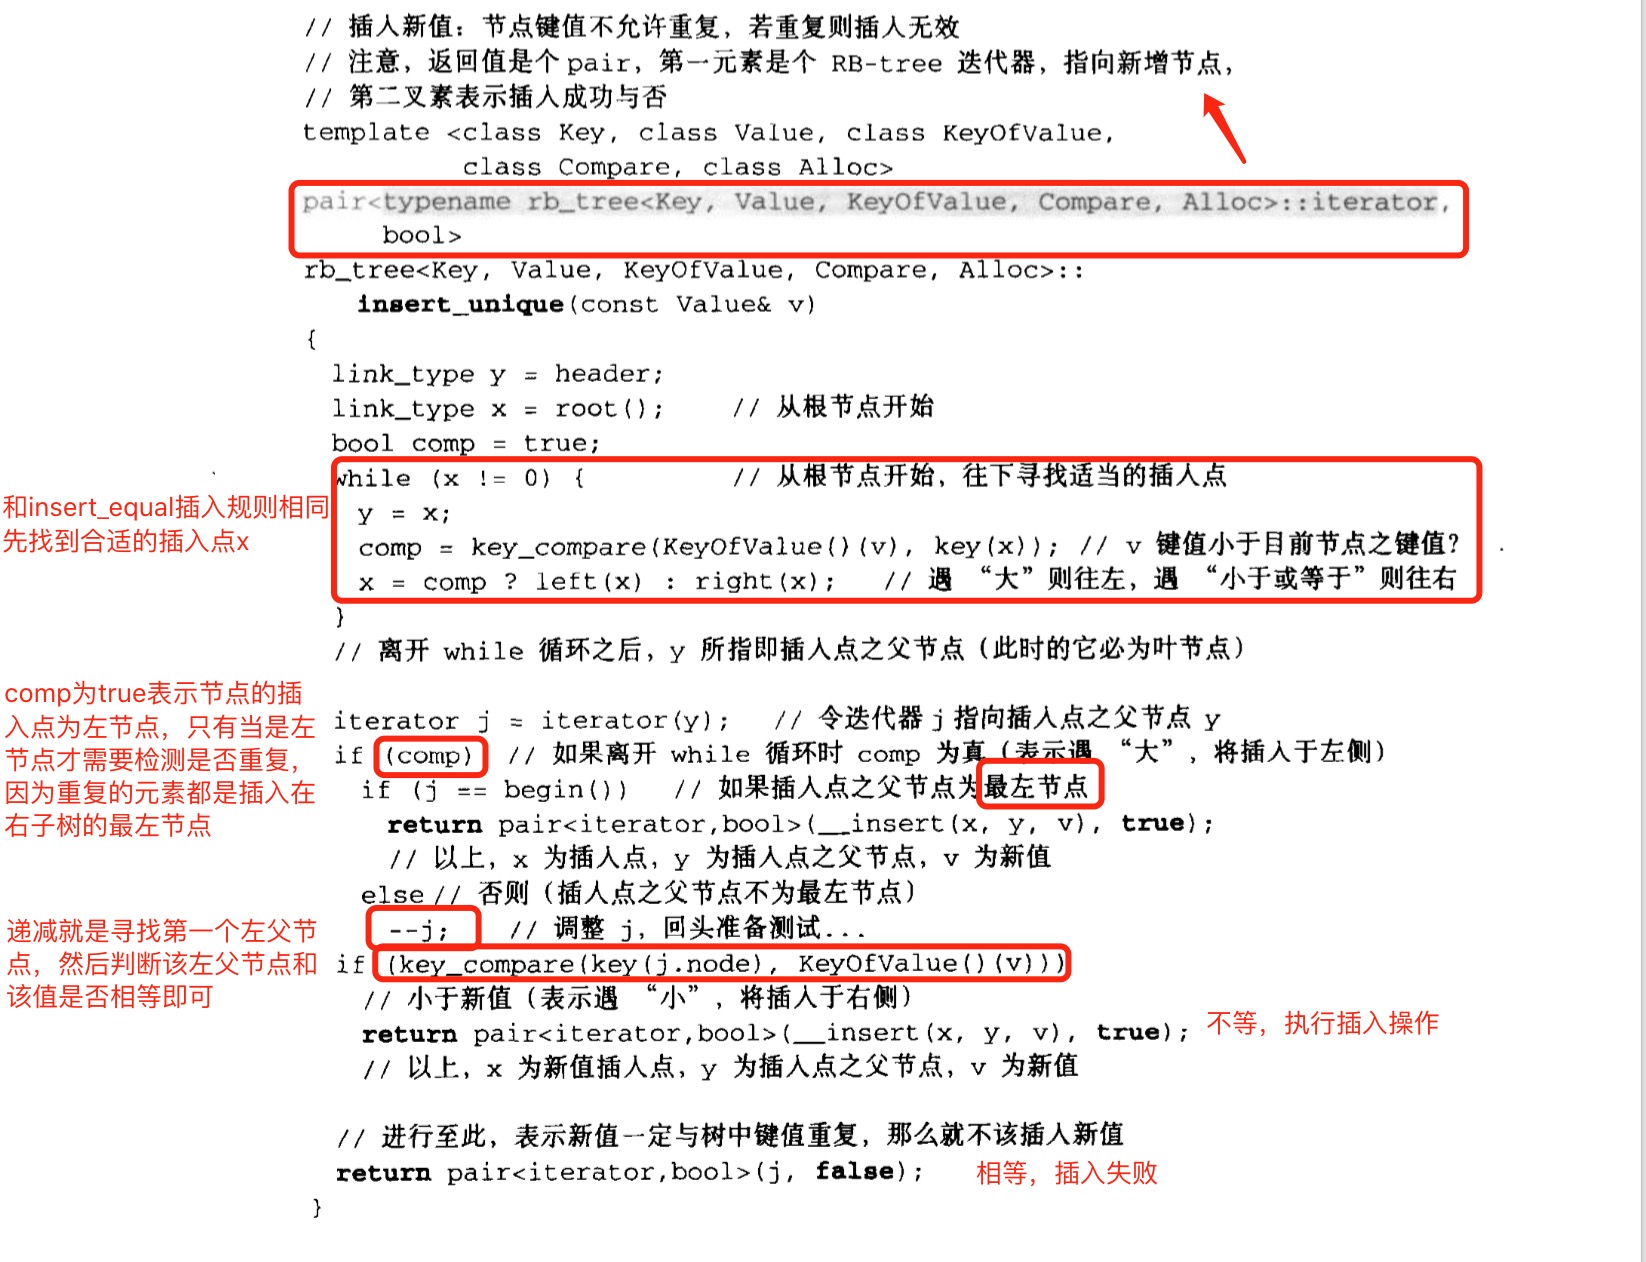 // 插入新值：节点键值不允许重复，若重复则插入无效
// 注意，返回值是个 pair，第一元素是个 RB-tree 迭代器，指向新增节点，
// 第二叉素表示插入成功与否
template <class Key, class Value, class KeyOfValue,
class Compare, class Alloc>
pair<typename rb_tree<Key, Value, KeyOfValue, Compare, Alloc>::iterator,
bool>
rb_tree<Key, Value, KeyOfValue, Compare, Alloc>::
insert_unique(const Value& v)
{
link_type y = header;
link_type x = root(); // 从根节点开始
bool comp = true;
while (x != 0) { // 从根节点开始，往下寻找适当的插入点
和insert_equal插入规则相同
先找到合适的插入点x
y = x;
comp = key_compare(KeyOfValue()(v), key(x)); // v 键值小于目前节点之键值？
x = comp ? left(x) : right(x); // 遇 “大”则往左，遇 “小于或等于”则往右
}
// 离开 while 循环之后，y 所指即插入点之父节点（此时的它必为叶节点）
comp为true表示节点的插
入点为左节点，只有当是左
节点才需要检测是否重复，
因为重复的元素都是插入在
右子树的最左节点
iterator j = iterator(y); // 令迭代器 j 指向插入点之父节点 y
if (comp) // 如果离开 while 循环时 comp 为真（表示遇 “大”，将插入于左侧）
if (j == begin()) // 如果插入点之父节点为最左节点
return pair<iterator,bool>(__insert(x, y, v), true);
// 以上，x 为插入点，y 为插入点之父节点，v 为新值
else // 否则（插入点之父节点不为最左节点）
递减就是寻找第一个左父节
点，然后判断该左父节点和
该值是否相等即可
--j; // 调整 j，回头准备测试...
if (key_compare(key(j.node), KeyOfValue()(v)))
// 小于新值（表示遇 “小”，将插入于右侧）
return pair<iterator,bool>(__insert(x, y, v), true); 不等，执行插入操作
// 以上，x 为新值插入点，y 为插入点之父节点，v 为新值
// 进行至此，表示新值一定与树中键值重复，那么就不该插入新值
return pair<iterator,bool>(j, false); 相等，插入失败
}